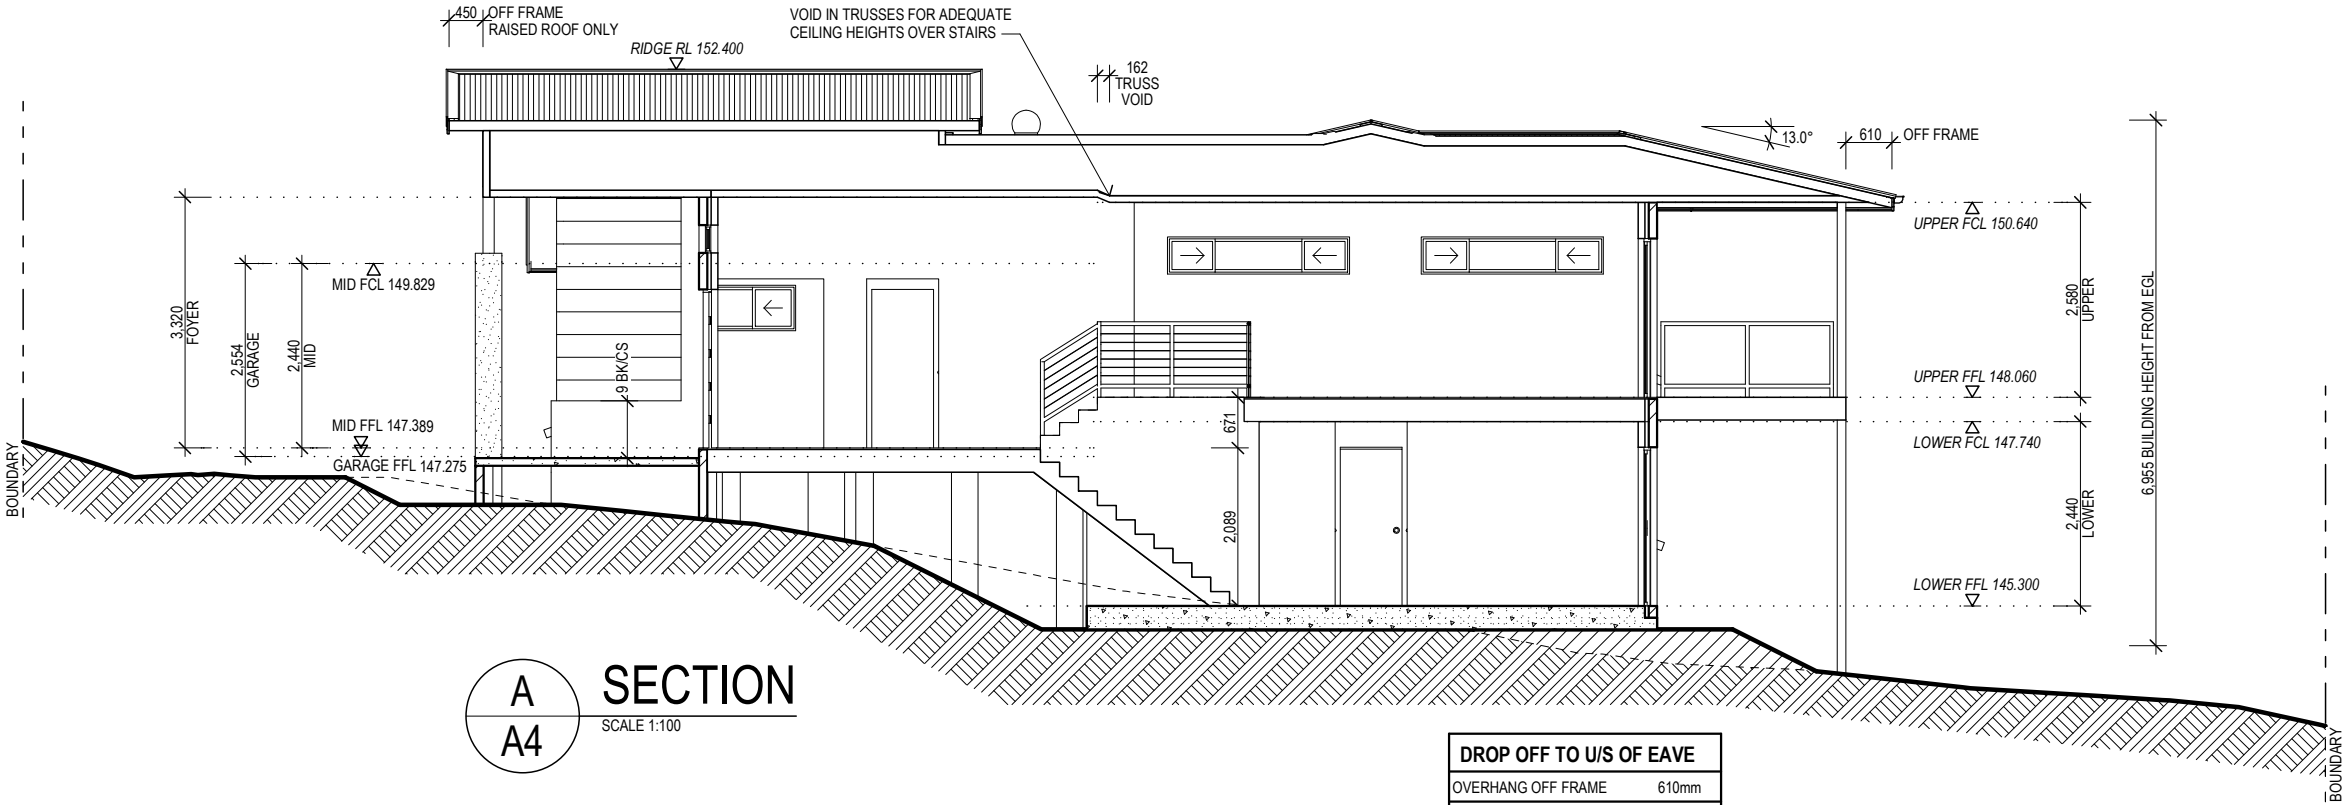 450 OFF FRAME
RAISED ROOF ONLY
RIDGE RL 152.400
VOID IN TRUSSES FOR ADEQUATE
CEILING HEIGHTS OVER STAIRS
162
TRUSS
VOID
13.0°
610 OFF FRAME
UPPER FCL 150.640
MID FCL 149.829
3,320
FOYER
2,554
GARAGE
2,440
MID
9 BK/CS
2,580
UPPER
6,955 BUILDING HEIGHT FROM EGL
UPPER FFL 148.060
MID FFL 147.389
GARAGE FFL 147.275
671
LOWER FCL 147.740
BOUNDARY
2,089
2,440
LOWER
LOWER FFL 145.300
A
A4
SECTION
SCALE 1:100
BOUNDARY
DROP OFF TO U/S OF EAVE
OVERHANG OFF FRAME 610mm